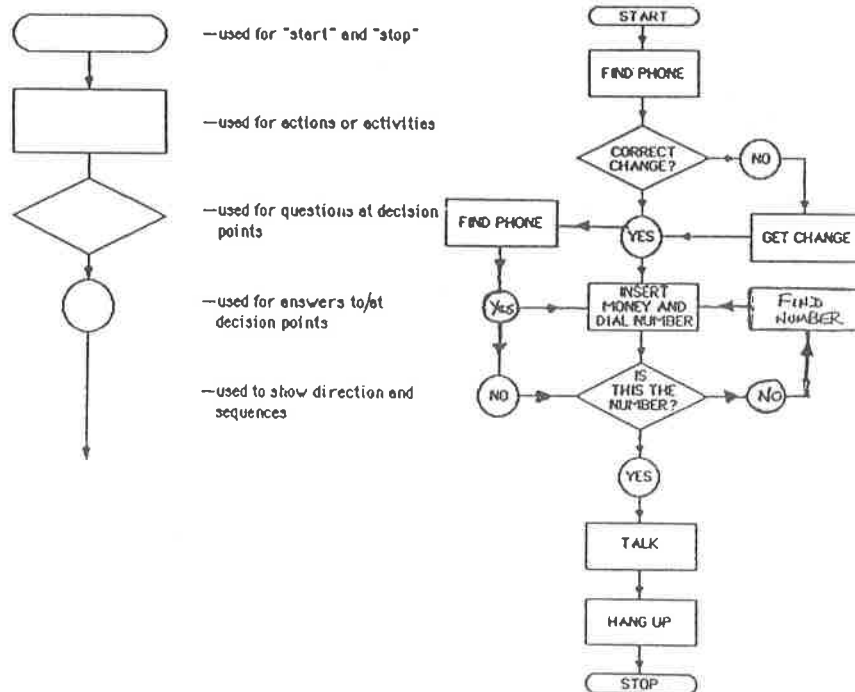 —used for "start" and "stop"
—used for actions or activities
—used for questions at decision
points
—used for answers to/at
decision points
—used to show direction and
sequences
START
FIND PHONE
CORRECT
CHANGE?
NO
FIND PHONE
YES
GET CHANGE
YES
INSERT
MONEY AND
DIAL NUMBER
FIND
NUMBER
NO
IS
THIS THE
NUMBER?
NO
YES
TALK
HANG UP
STOP